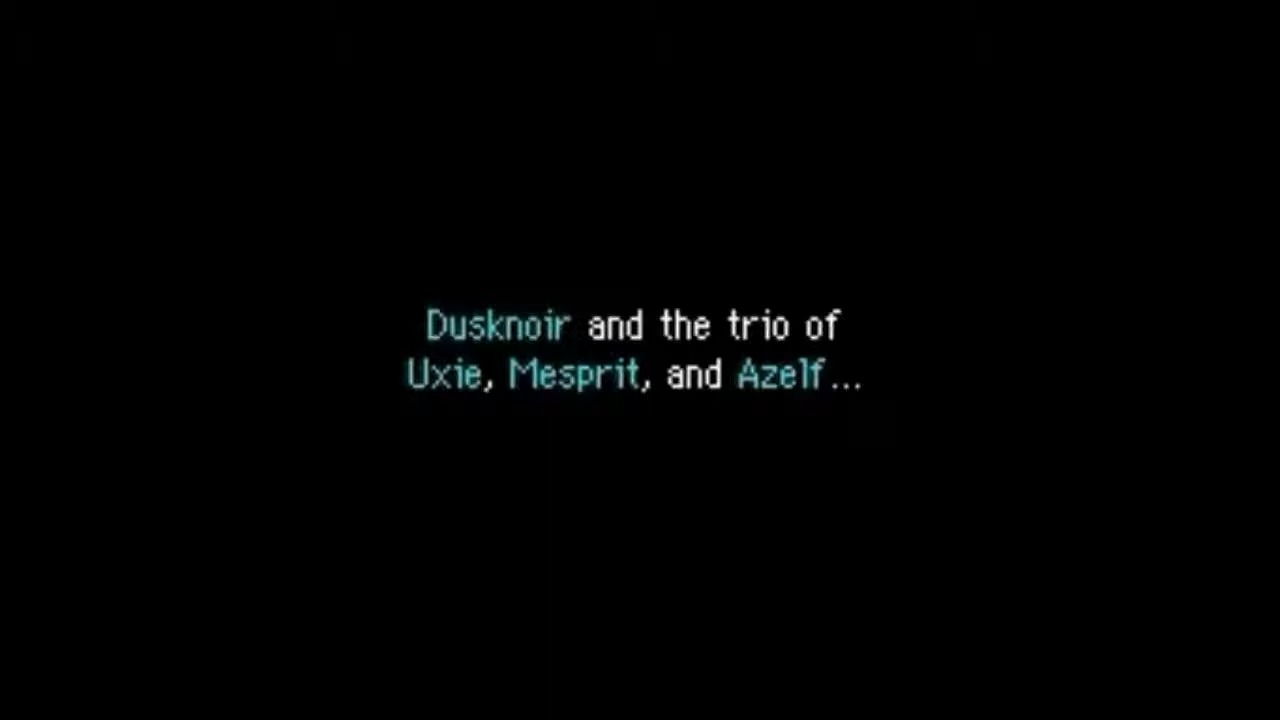 Dusknoir and the trio of
Uxie, Mesprit, and Azelf...